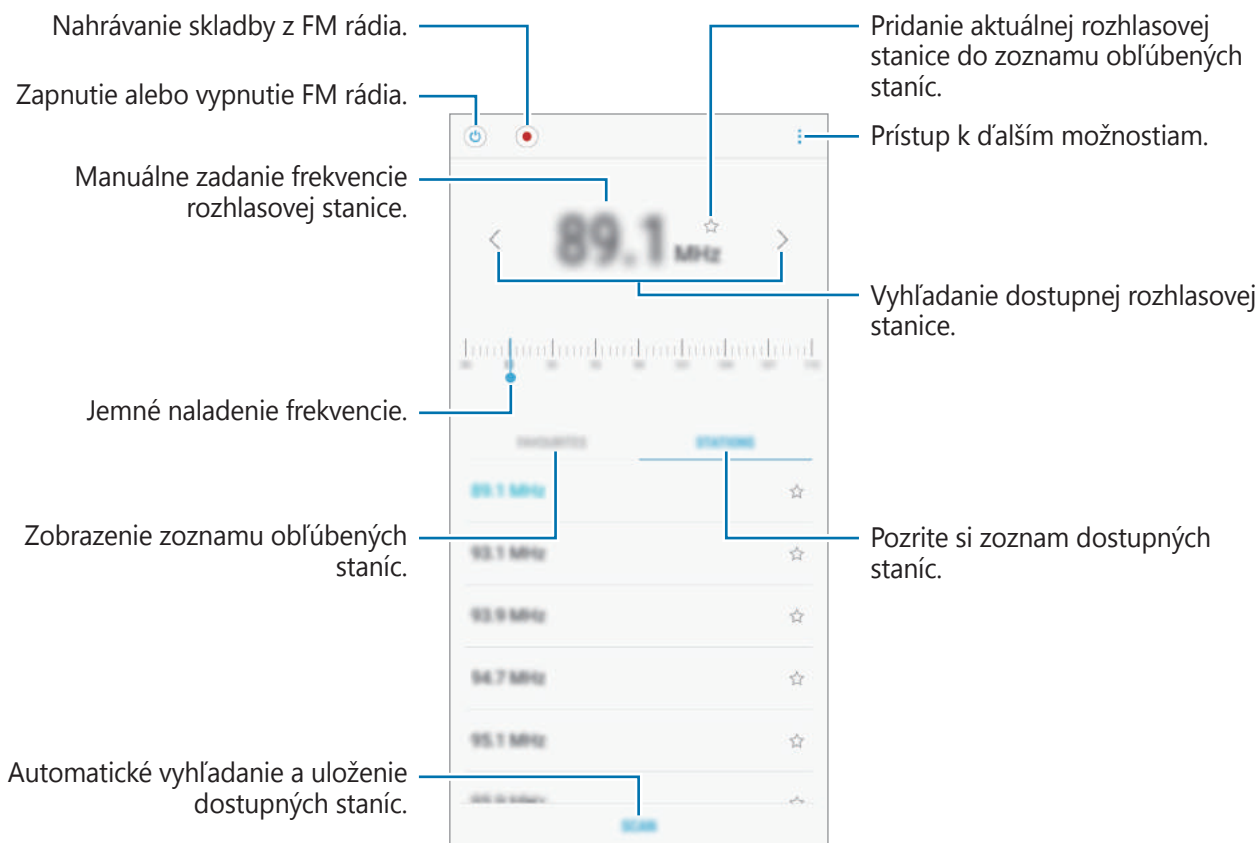 Nahrávanie skladby z FM rádia.
Zapnutie alebo vypnutie FM rádia.
Manuálne zadanie frekvencie
rozhlasovej stanice.
Jemné naladenie frekvencie.
Zobrazenie zoznamu obľúbených
staníc.
Automatické vyhľadanie a uloženie
dostupných staníc.
Pridanie aktuálnej rozhlasovej
stanice do zoznamu obľúbených
staníc.
Prístup k ďalším možnostiam.
Vyhľadanie dostupnej rozhlasovej
stanice.
Pozrite si zoznam dostupných
staníc.
89.1 MHz
FAVOURITES
STATIONS
89.1 MHz
93.1 MHz
93.9 MHz
94.7 MHz
95.1 MHz
SCAN